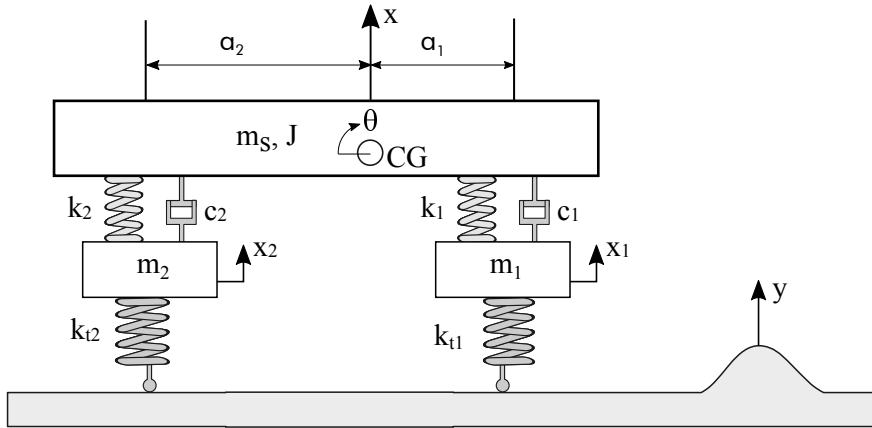 x
a₂
a₁
θ
mₛ, J
CG
k₂
c₂
k₁
c₁
m₂
x₂
m₁
x₁
y
kₜ₂
kₜ₁